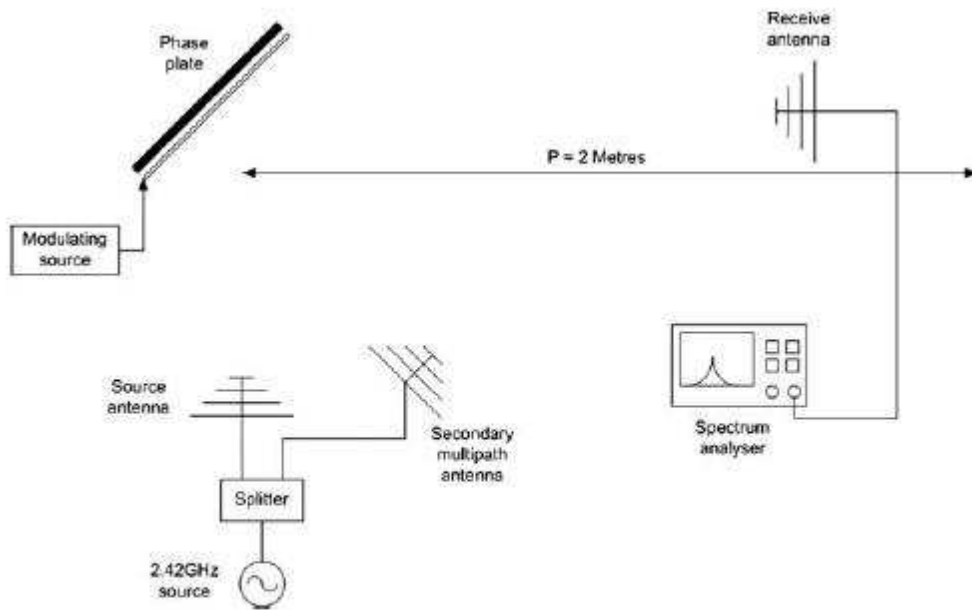 Phase
plate
Receive
antenna
P = 2 Metres
Modulating
source
Source
antenna
Secondary
multipath
antenna
Spectrum
analyser
Splitter
2.42GHz
source